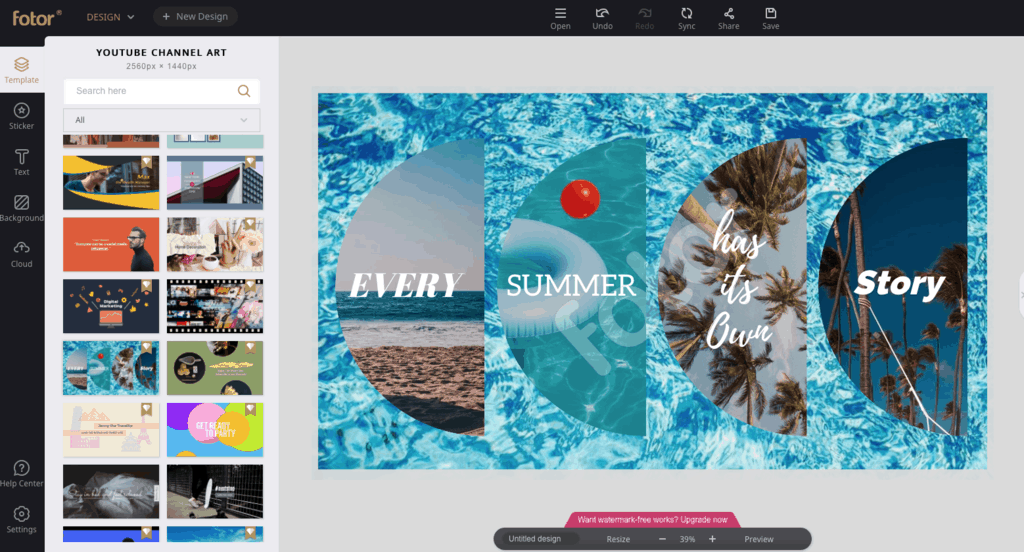 fotor®
DESIGN
+ New Design
Open
Undo
Redo
Sync
Share
Save
Template
Sticker
Text
Background
Cloud
Help Center
Settings
YOUTUBE CHANNEL ART
2560px × 1440px
Search here
All
Digital
Marketing
EVERY
Story
GET READY
TO PARTY
EVERY
SUMMER
has
its
Own
Story
fotor
Want watermark-free works? Upgrade now
Untitled design
Resize
− 39% +
Preview